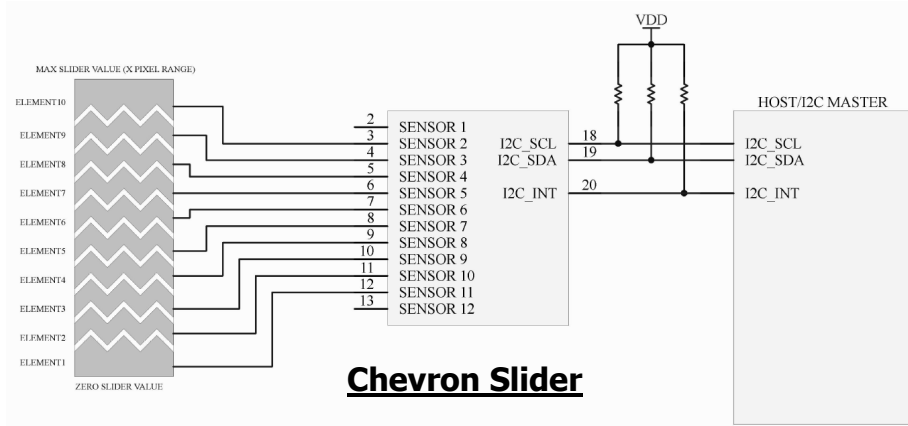 VDD
MAX SLIDER VALUE (X PIXEL RANGE)
ELEMENT10
ELEMENT9
ELEMENT8
ELEMENT7
ELEMENT6
ELEMENT5
ELEMENT4
ELEMENT3
ELEMENT2
ELEMENT1
ZERO SLIDER VALUE
2 SENSOR 1
3 SENSOR 2
4 SENSOR 3
5 SENSOR 4
6 SENSOR 5
7 SENSOR 6
8 SENSOR 7
9 SENSOR 8
10 SENSOR 9
11 SENSOR 10
12 SENSOR 11
13 SENSOR 12
I2C_SCL 18
I2C_SDA 19
I2C_INT 20
HOST/I2C MASTER
I2C_SCL
I2C_SDA
I2C_INT
Chevron Slider